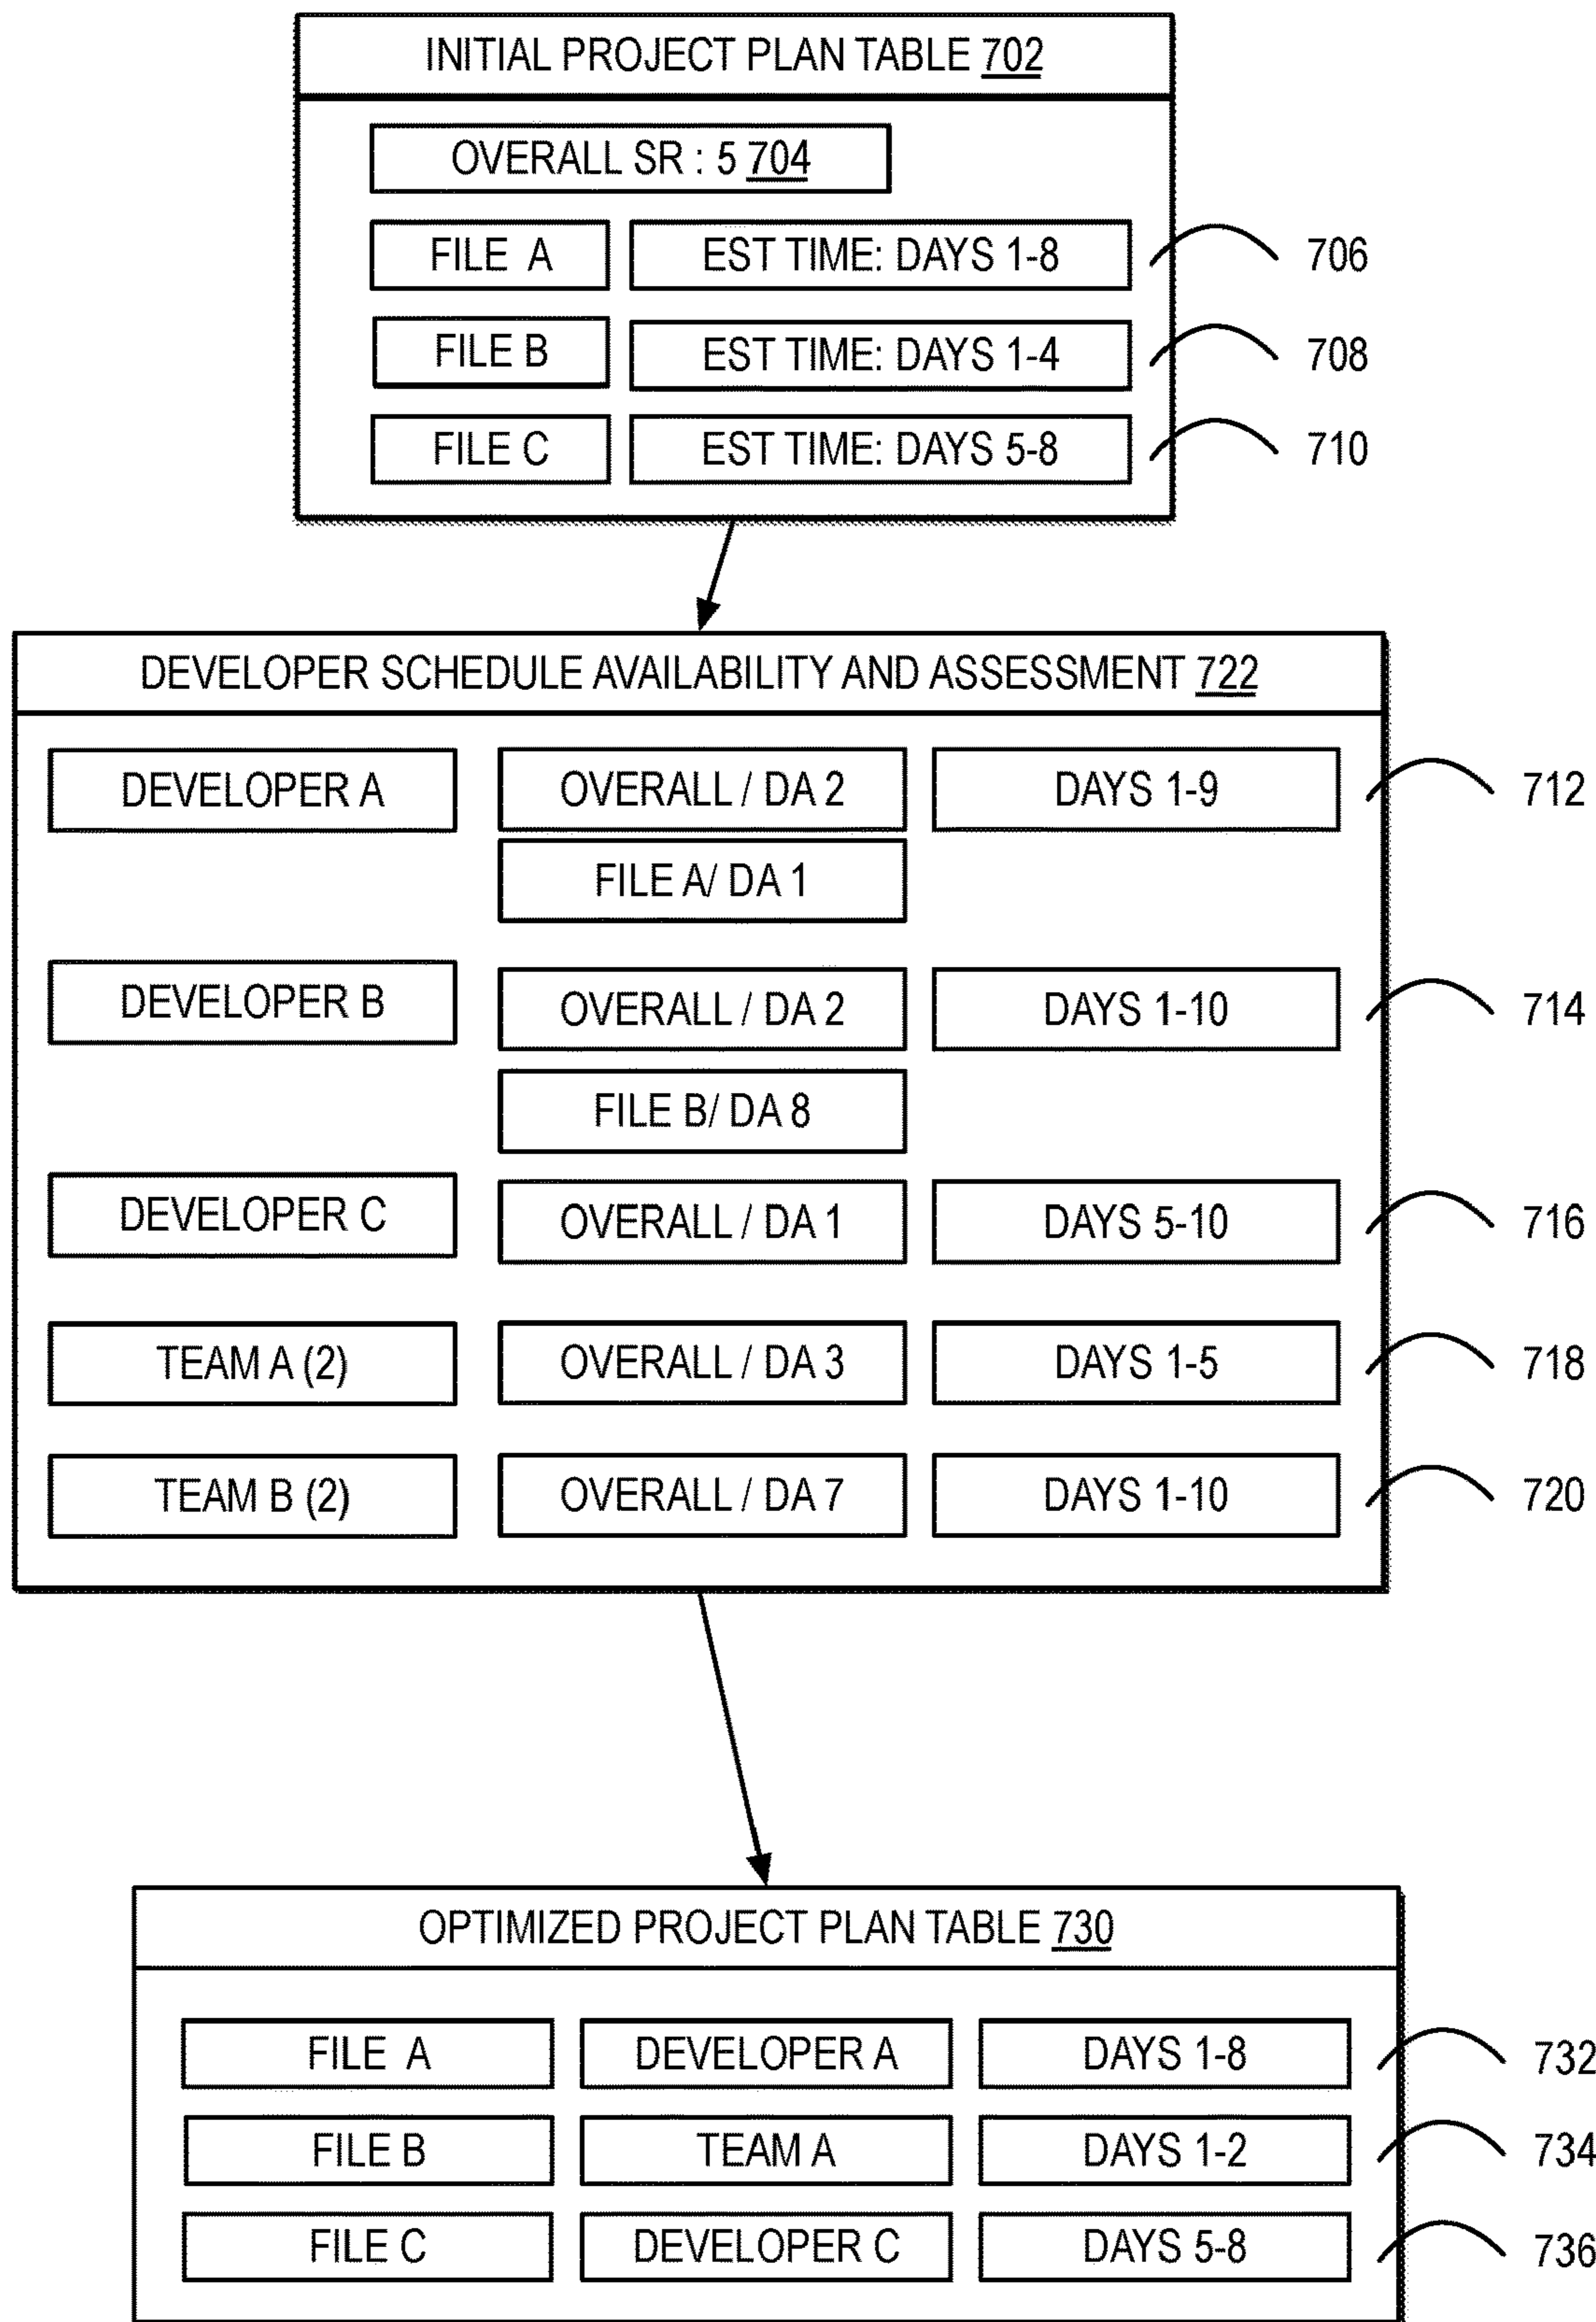 INITIAL PROJECT PLAN TABLE 702
OVERALL SR : 5 704
FILE A EST TIME: DAYS 1-8 706
FILE B EST TIME: DAYS 1-4 708
FILE C EST TIME: DAYS 5-8 710
DEVELOPER SCHEDULE AVAILABILITY AND ASSESSMENT 722
DEVELOPER A OVERALL / DA 2 DAYS 1-9 712
FILE A/ DA 1
DEVELOPER B OVERALL / DA 2 DAYS 1-10 714
FILE B/ DA 8
DEVELOPER C OVERALL / DA 1 DAYS 5-10 716
TEAM A (2) OVERALL / DA 3 DAYS 1-5 718
TEAM B (2) OVERALL / DA 7 DAYS 1-10 720
OPTIMIZED PROJECT PLAN TABLE 730
FILE A DEVELOPER A DAYS 1-8 732
FILE B TEAM A DAYS 1-2 734
FILE C DEVELOPER C DAYS 5-8 736